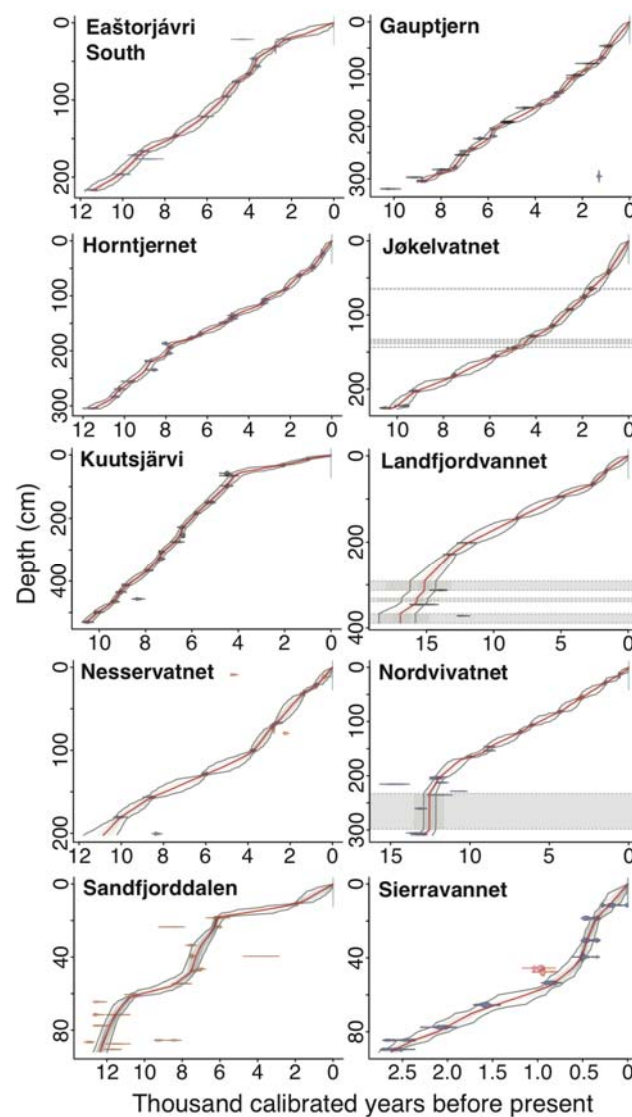 Eaštorjávri
South
0
100
200
12 10 8 6 4 2 0
Gauptjern
0
100
200
300
10 8 6 4 2 0
Horntjernet
0
100
200
300
12 10 8 6 4 2 0
Jøkelvatnet
0
100
200
10 8 6 4 2 0
Kuutsjärvi
0
200
400
10 8 6 4 2 0
Landfjordvannet
0
100
200
300
400
15 10 5 0
Nesservatnet
0
100
200
10 8 6 4 2 0
Nordvivatnet
0
100
200
300
15 10 5 0
Sandfjorddalen
0
40
80
12 10 8 6 4 2 0
Sierravannet
0
40
80
2.5 2.0 1.5 1.0 0.5 0
Depth (cm)
Thousand calibrated years before present